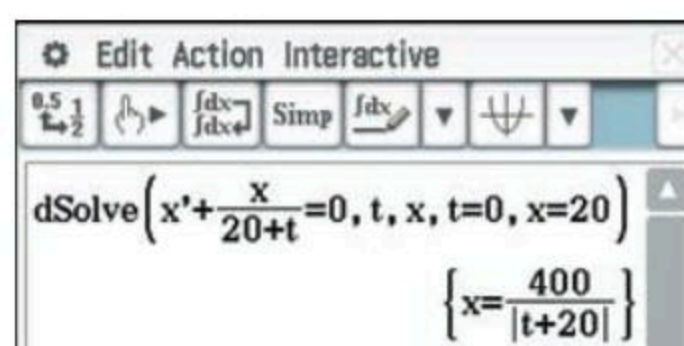 Edit Action Interactive
0.5 1/2 ∫dx ∫dx Simp ∫dx
dSolve(x'+x/(20+t)=0, t, x, t=0, x=20)
{x=400/|t+20|}